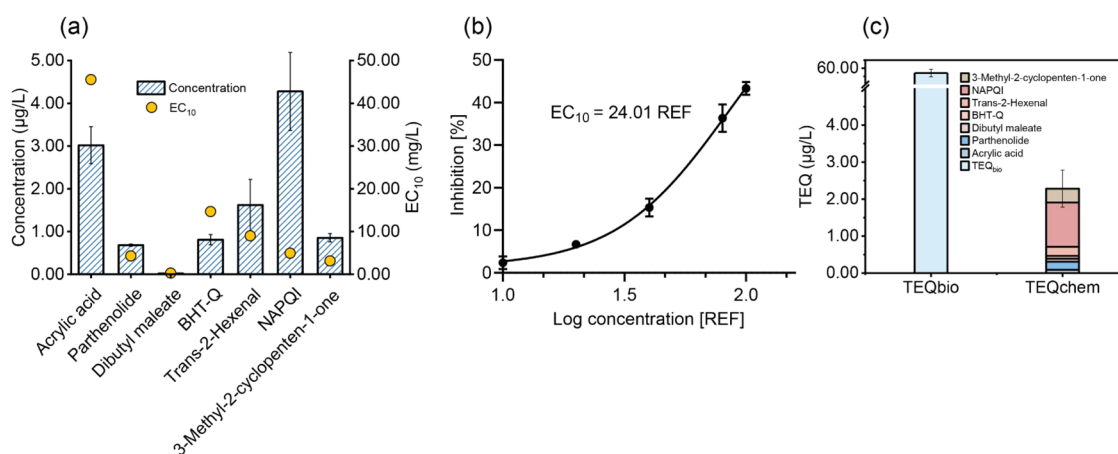 (a)
5.00
4.00
3.00
2.00
1.00
0.00
Concentration (µg/L)
Concentration
EC10
50.00
40.00
30.00
20.00
10.00
0.00
EC10 (mg/L)
Acrylic acid
Parthenolide
Dibutyl maleate
BHT-Q
Trans-2-Hexenal
NAPQI
3-Methyl-2-cyclopenten-1-one
(b)
50
40
30
20
10
0
Inhibition [%]
EC10 = 24.01 REF
1.0
1.5
2.0
Log concentration [REF]
(c)
60.00
4.00
3.00
2.00
1.00
0.00
TEQ (µg/L)
3-Methyl-2-cyclopenten-1-one
NAPQI
Trans-2-Hexenal
BHT-Q
Dibutyl maleate
Parthenolide
Acrylic acid
TEQbio
TEQbio
TEQchem